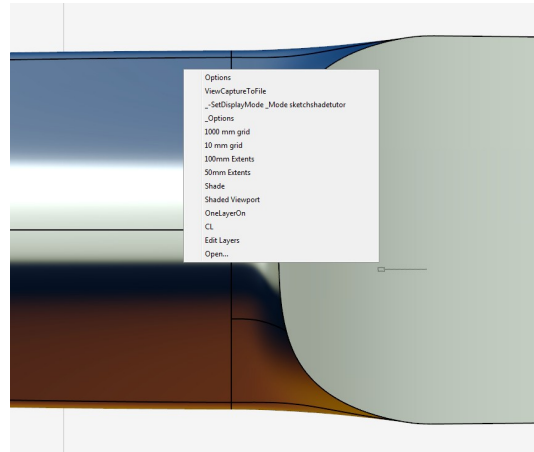 Options
ViewCaptureToFile
_-SetDisplayMode _Mode sketchshadetutor
_Options
1000 mm grid
10 mm grid
100mm Extents
50mm Extents
Shade
Shaded Viewport
OneLayerOn
CL
Edit Layers
Open...